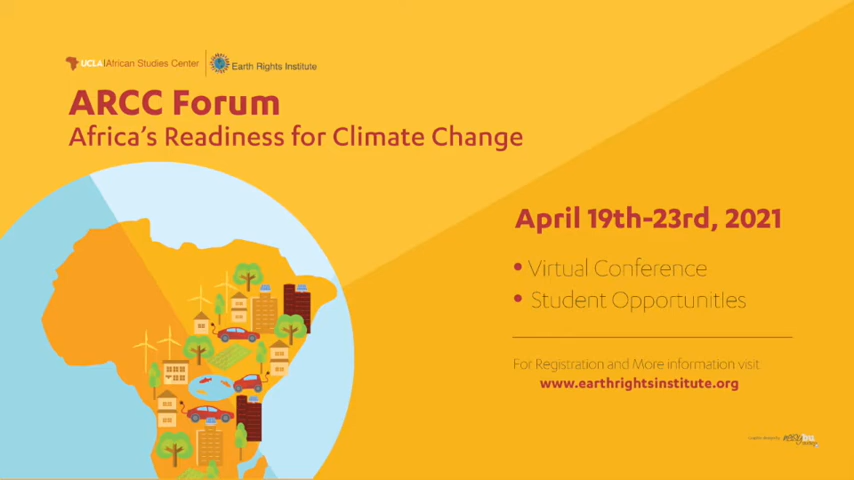 UCLA African Studies Center
Earth Rights Institute
ARCC Forum
Africa's Readiness for Climate Change
April 19th-23rd, 2021
• Virtual Conference
• Student Opportunities
For Registration and More information visit
www.earthrightsinstitute.org